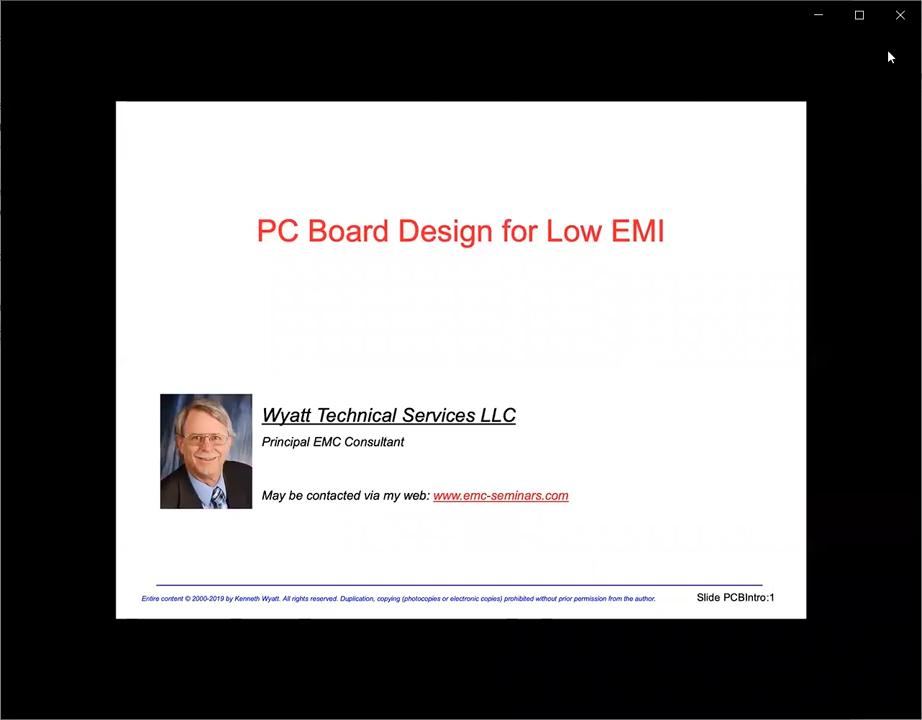 PC Board Design for Low EMI
Wyatt Technical Services LLC
Principal EMC Consultant
May be contacted via my web: www.emc-seminars.com
Entire content © 2000-2019 by Kenneth Wyatt. All rights reserved. Duplication, copying (photocopies or electronic copies) prohibited without prior permission from the author.
Slide PCBIntro:1